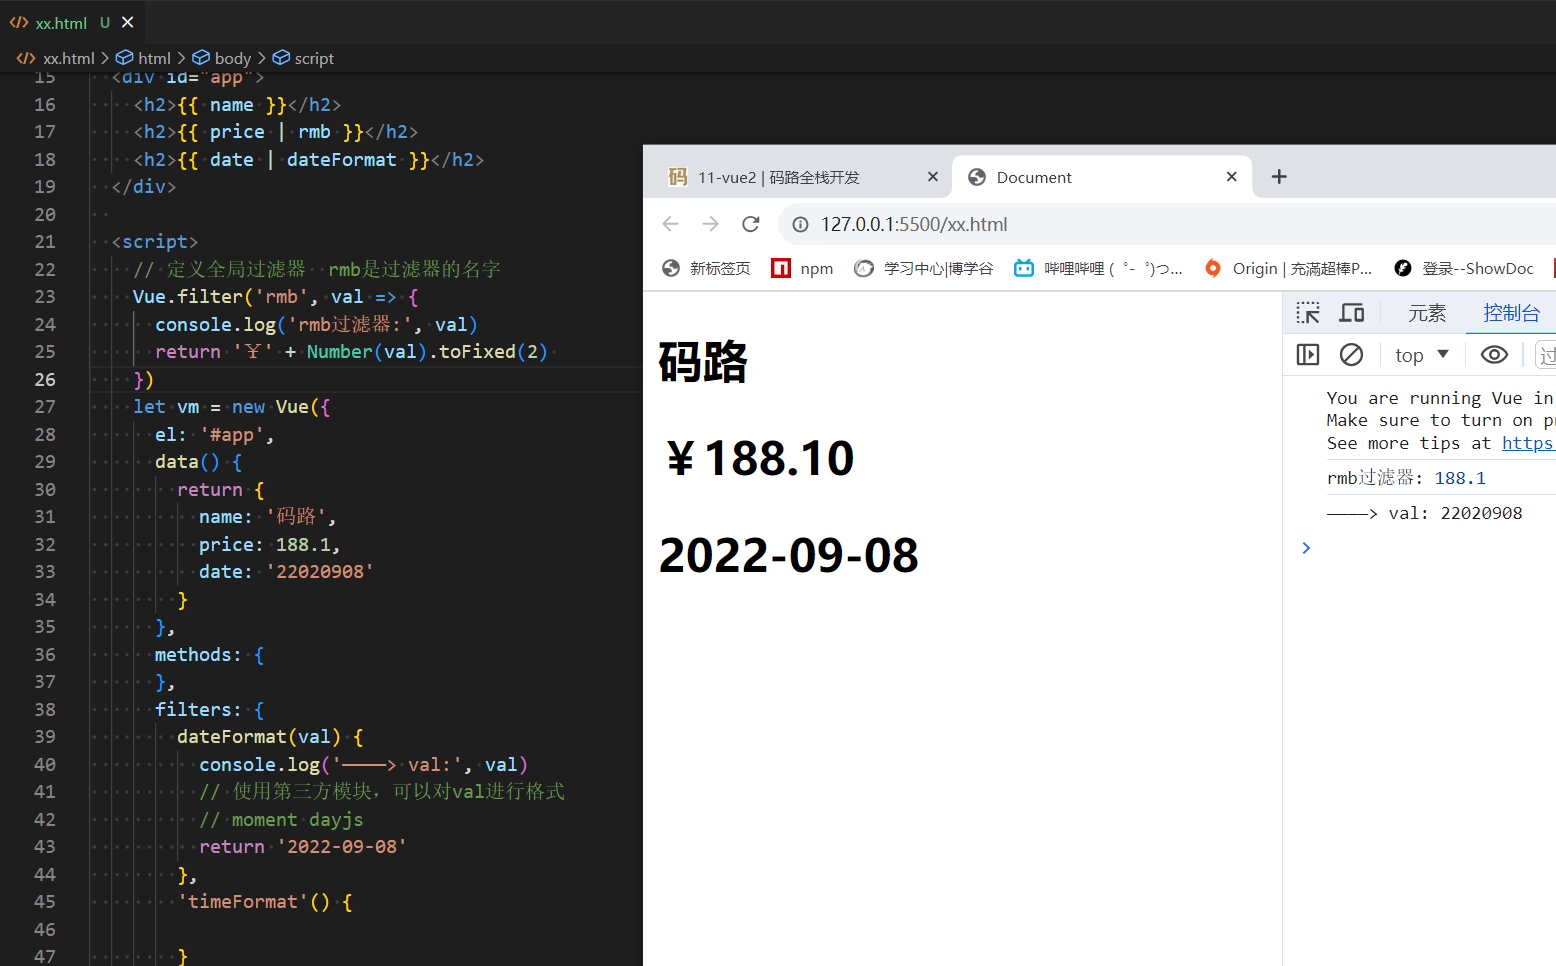 xx.html U
xx.html > html > body > script
15 <div id="app">
16 <h2>{{ name }}</h2>
17 <h2>{{ price | rmb }}</h2>
18 <h2>{{ date | dateFormat }}</h2>
19 </div>
20
21 <script>
22 // 定义全局过滤器 rmb是过滤器的名字
23 Vue.filter('rmb', val => {
24 console.log('rmb过滤器:', val)
25 return '￥' + Number(val).toFixed(2)
26 })
27 let vm = new Vue({
28 el: '#app',
29 data() {
30 return {
31 name: '码路',
32 price: 188.1,
33 date: '22020908'
34 }
35 },
36 methods: {
37 },
38 filters: {
39 dateFormat(val) {
40 console.log('————> val:', val)
41 // 使用第三方模块，可以对val进行格式
42 // moment dayjs
43 return '2022-09-08'
44 },
45 'timeFormat'() {
46
47 }
码 11-vue2 | 码路全栈开发
Document
127.0.0.1:5500/xx.html
新标签页 npm 学习中心|博学谷 哔哩哔哩 ( ゜- ゜)つ... Origin | 充满超棒P... 登录--ShowDoc
码路
￥188.10
2022-09-08
元素 控制台
top 过
You are running Vue in
Make sure to turn on p
See more tips at https
rmb过滤器: 188.1
————> val: 22020908